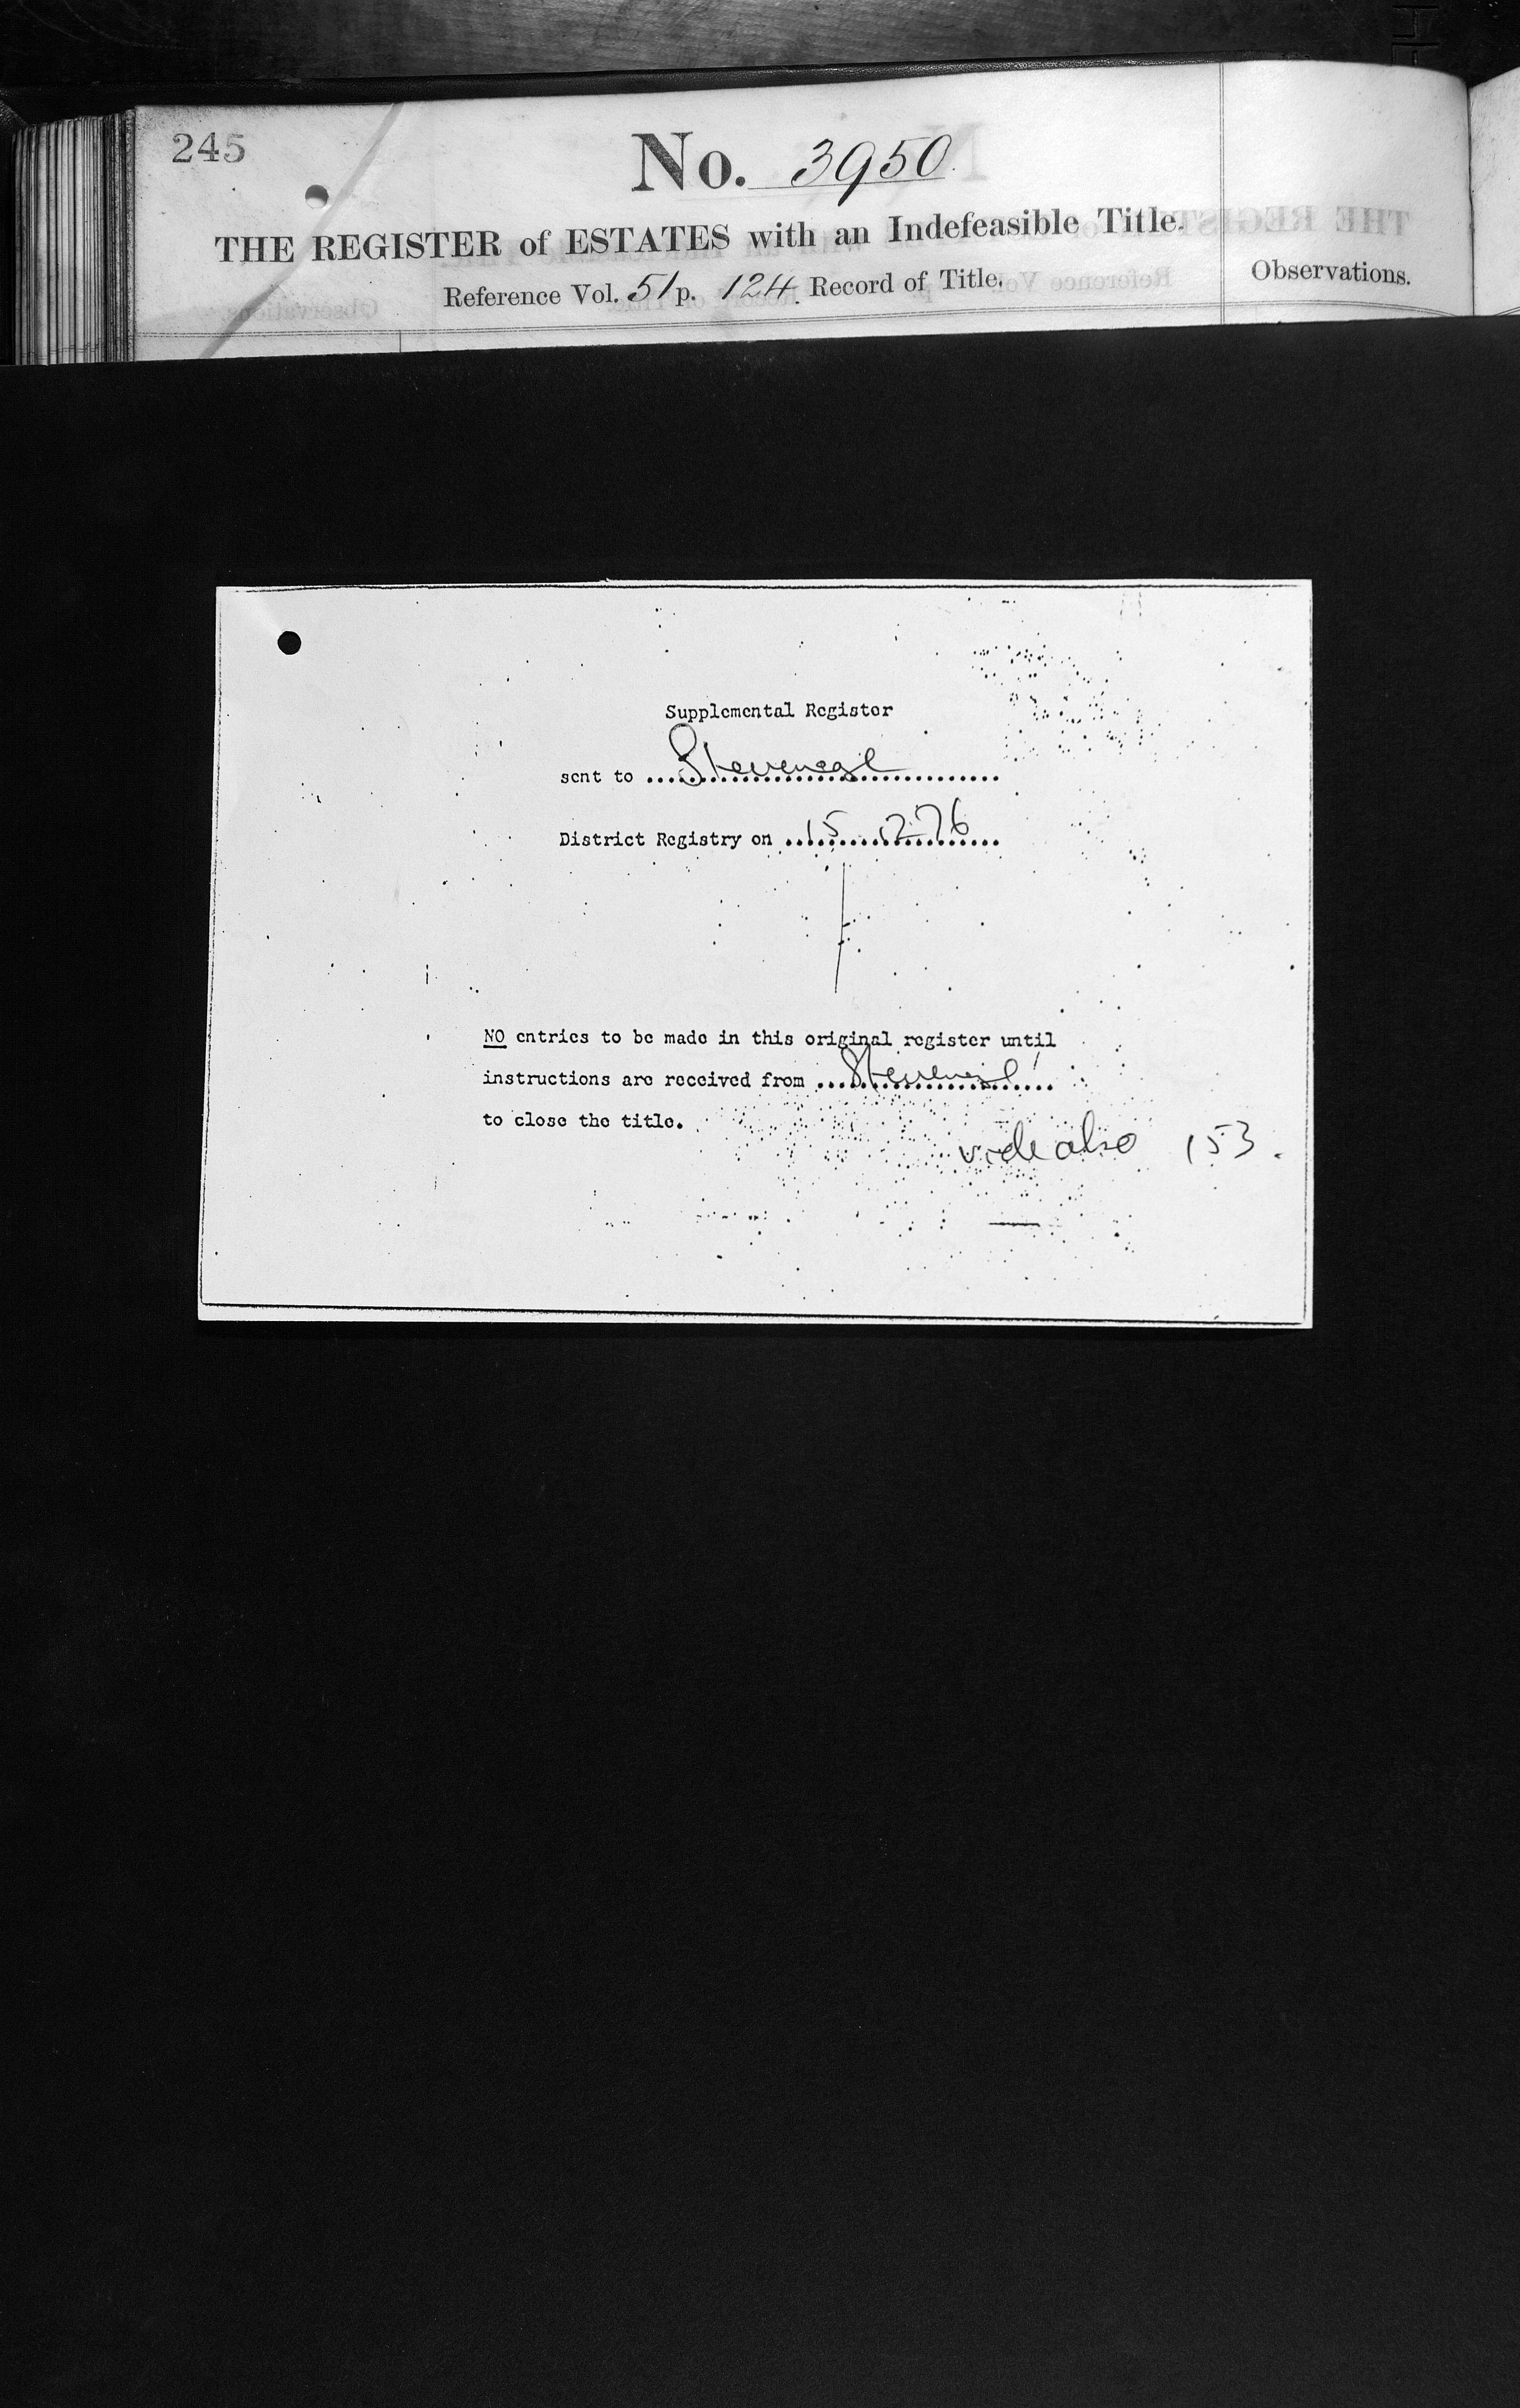 245
No. 3950
THE REGISTER of ESTATES with an Indefeasible Title.
Reference Vol. 51 p. 124. Record of Title.
Observations.
Supplemental Register
sent to Stevenage
District Registry on 15 12 76
NO entries to be made in this original register until
instructions are received from Stevenage
to close the title.
vide also 153.